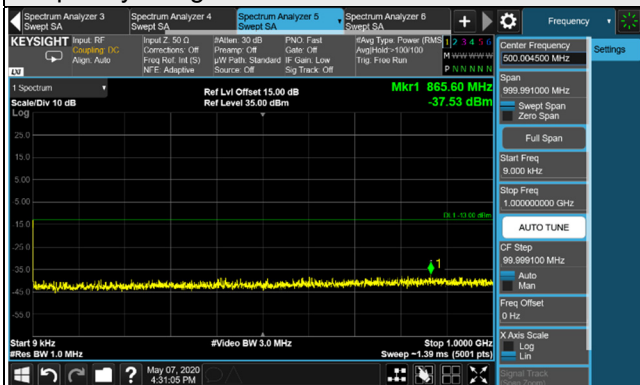 Spectrum Analyzer 3
Swept SA
Spectrum Analyzer 4
Swept SA
Spectrum Analyzer 5
Swept SA
Spectrum Analyzer 6
Swept SA
+
Frequency
KEYSIGHT
Input: RF
Coupling: DC
Align: Auto
Input Z: 50 Ω
Corrections: Off
Freq Ref: Int (S)
NFE: Adaptive
#Atten: 30 dB
Preamp: Off
µW Path: Standard
Source: Off
PNO: Fast
Gate: Off
IF Gain: Low
Sig Track: Off
#Avg Type: Power (RMS
Avg|Hold:>100/100
Trig: Free Run
1 2 3 4 5 6
M W W W W W
P N N N N N
LXI
Center Frequency
500.004500 MHz
Settings
Span
999.991000 MHz
Swept Span
Zero Span
Full Span
Start Freq
9.000 kHz
Stop Freq
1.000000000 GHz
AUTO TUNE
CF Step
99.999100 MHz
Auto
Man
Freq Offset
0 Hz
X Axis Scale
Log
Lin
Signal Track
(Span Zoom)
1 Spectrum
Scale/Div 10 dB
Log
Ref Lvl Offset 15.00 dB
Ref Level 35.00 dBm
Mkr1 865.60 MHz
-37.53 dBm
25.0
15.0
5.00
-5.00
DL1 -13.00 dBm
-15.0
-25.0
1
-35.0
-45.0
-55.0
Start 9 kHz
#Res BW 1.0 MHz
#Video BW 3.0 MHz
Stop 1.0000 GHz
Sweep ~1.39 ms (5001 pts)
?
May 07, 2020
4:31:05 PM